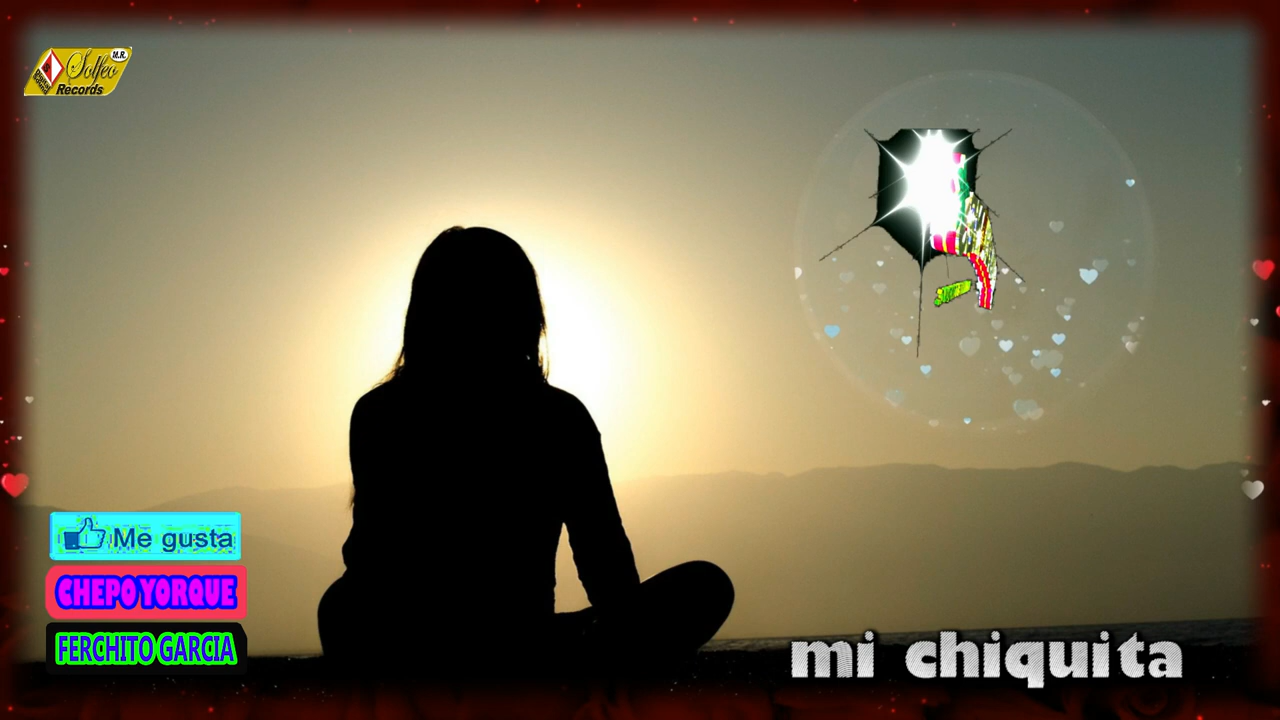 Solfeo
M.R.
Records
Me gusta
CHEPO YORQUE
FERCHITO GARCIA
mi chiquita